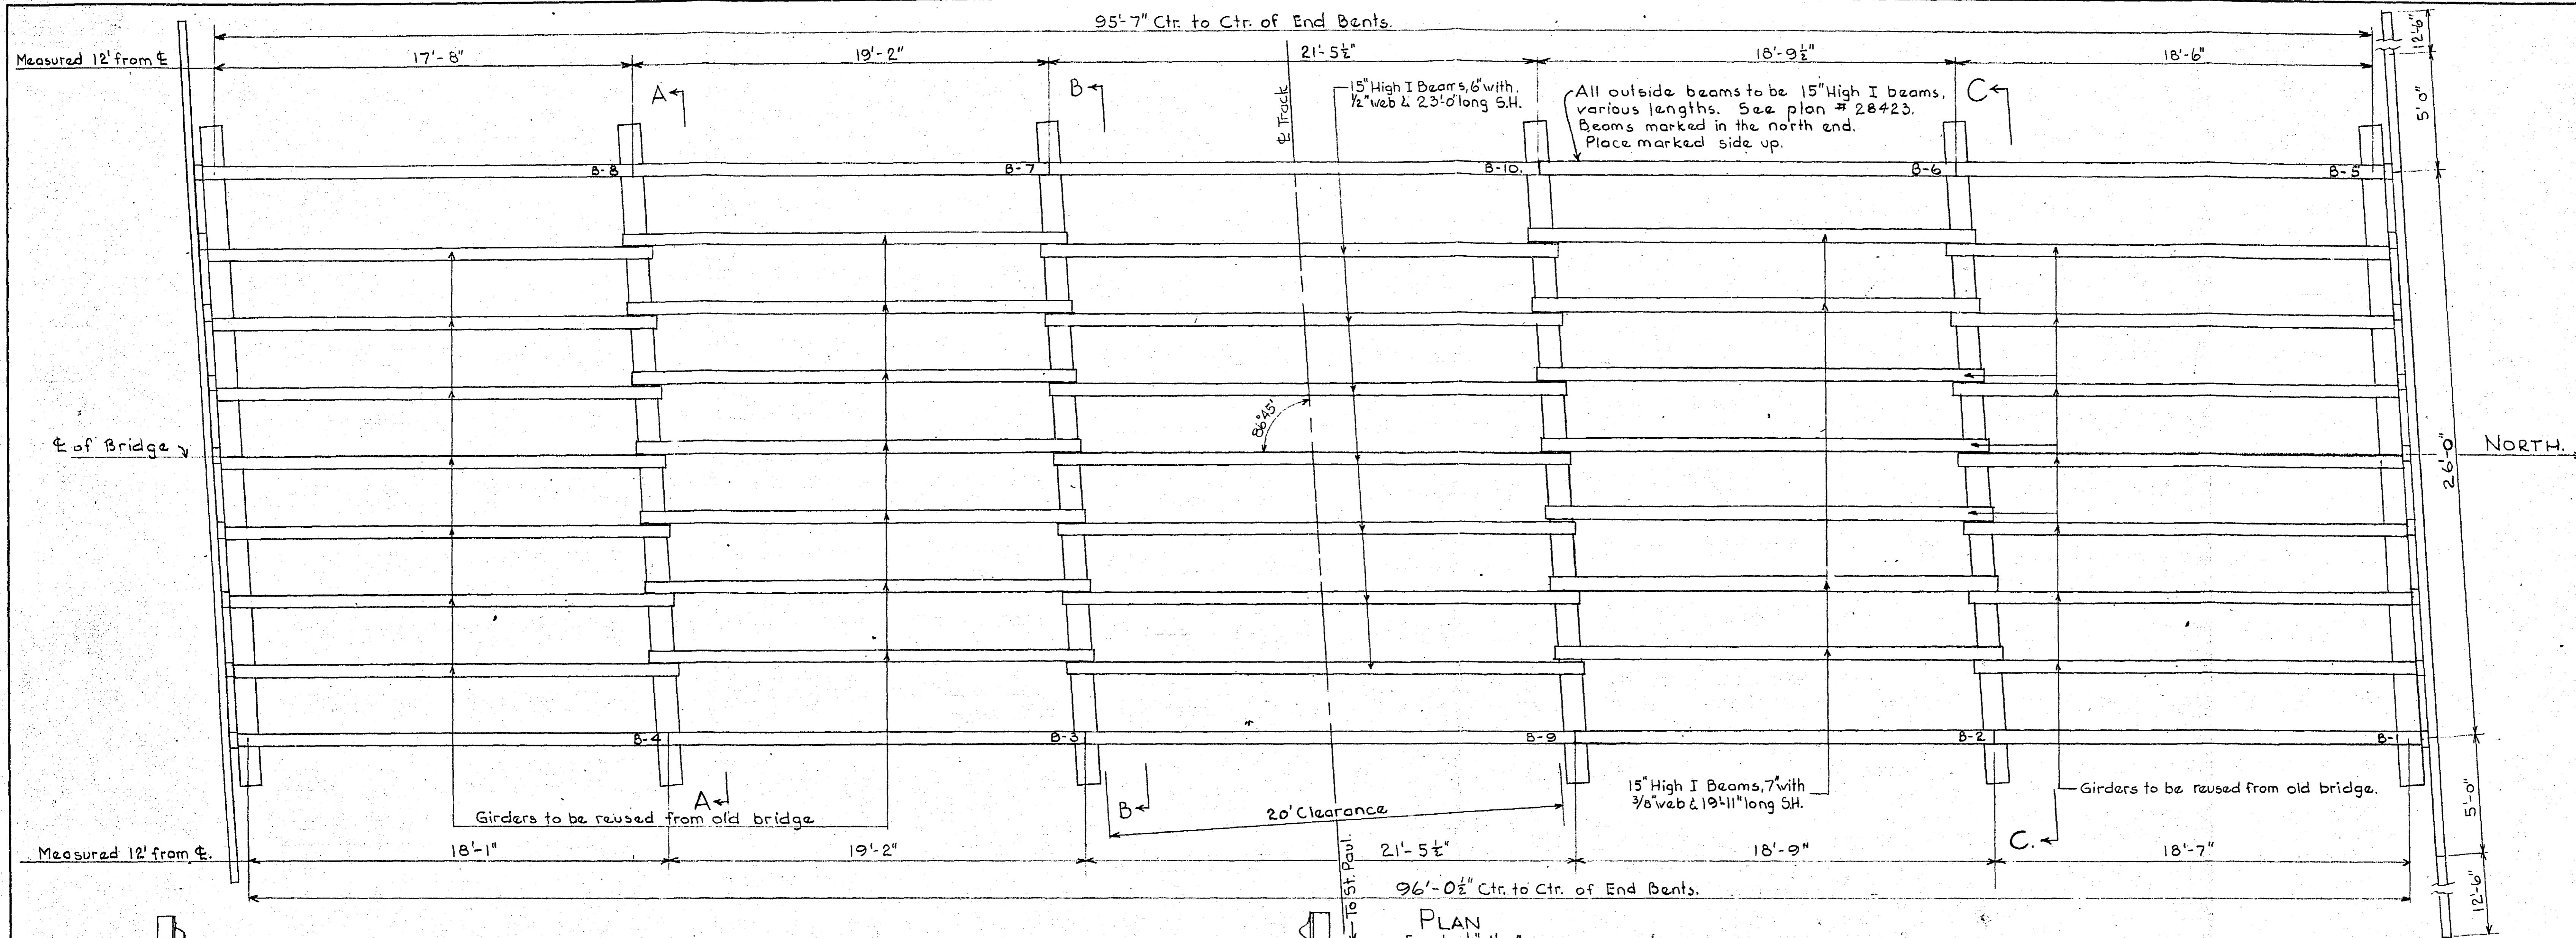 95'-7" Ctr. to Ctr. of End Bents.
12'-6"
Measured 12' from ℄
17'-8"
19'-2"
21'-5½"
18'-9½"
18'-6"
A
B
℄ Track
15" High I Beams, 6" with
½" web & 23'-0" long S.H.
All outside beams to be 15" High I beams,
various lengths. See plan # 28423.
Beams marked in the north end.
Place marked side up.
C
5'0"
B-8
B-7
B-10.
B-6
B-5
86°45'
℄ of Bridge
NORTH.
26'-0"
B-4
B-3
B-9
B-2
B-1
A
Girders to be reused from old bridge
B
20' Clearance
15" High I Beams, 7" with
3/8" web & 19'-11" long S.H.
Girders to be reused from old bridge.
C.
5'-0"
Measured 12' from ℄.
18'-1"
19'-2"
21'-5½"
18'-9"
18'-7"
96'-0½" Ctr. to Ctr. of End Bents.
To St. Paul.
12'-6"
PLAN